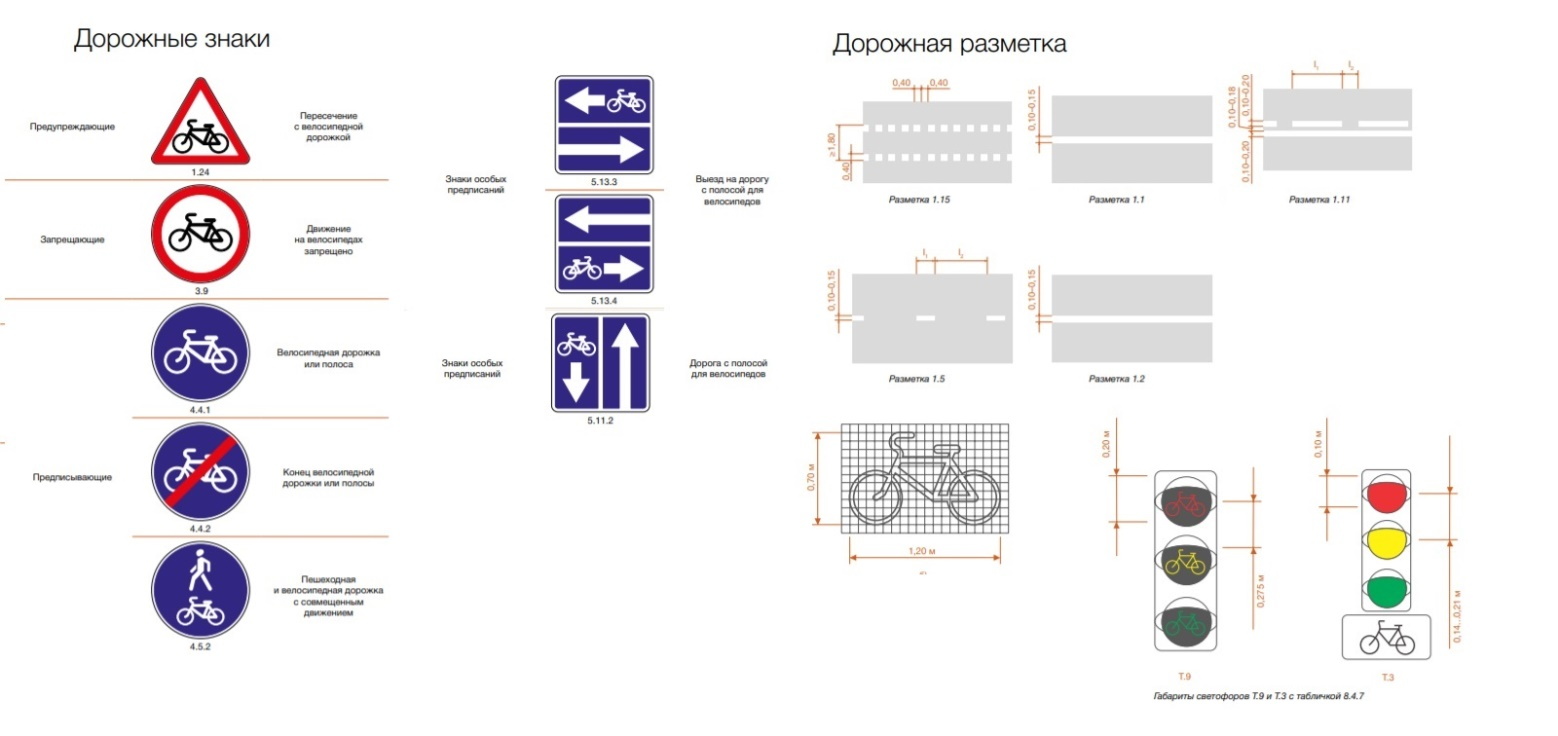 Дорожные знаки
Предупреждающие
Пересечение
с велосипедной
дорожкой
1.24
Запрещающие
Движение
на велосипедах
запрещено
3.9
Велосипедная дорожка
или полоса
4.4.1
Предписывающие
Конец велосипедной
дорожки или полосы
4.4.2
Пешеходная
и велосипедная дорожка
с совмещенным
движением
4.5.2
5.13.3
Знаки особых
предписаний
Выезд на дорогу
с полосой для
велосипедов
5.13.4
Знаки особых
предписаний
Дорога с полосой
для велосипедов
5.11.2
Дорожная разметка
0,40
0,40
≥1,80
0,40
Разметка 1.15
0,10–0,15
Разметка 1.1
l₁
l₂
0,10–0,18
0,10–0,20
0,10–0,20
Разметка 1.11
l₁
l₂
0,10–0,15
Разметка 1.5
0,10–0,15
Разметка 1.2
0,70 м
1,20 м
0,20 м
0,275 м
Т.9
0,10 м
0,14...0,21 м
Т.3
Габариты светофоров Т.9 и Т.3 с табличкой 8.4.7